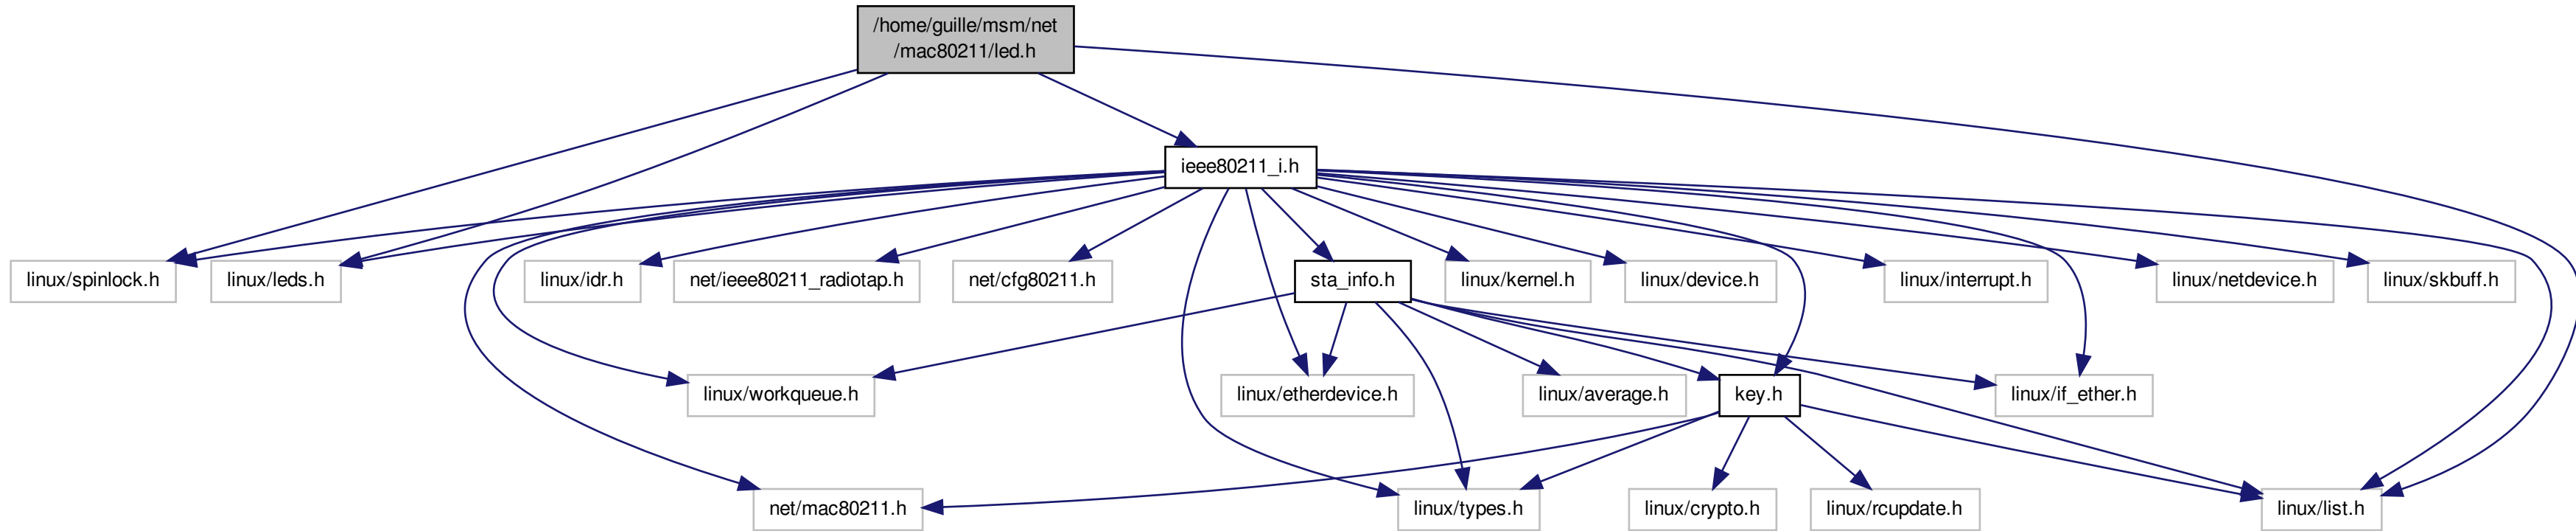 /home/guille/msm/net
/mac80211/led.h
ieee80211_i.h
linux/spinlock.h
linux/leds.h
linux/idr.h
net/ieee80211_radiotap.h
net/cfg80211.h
sta_info.h
linux/kernel.h
linux/device.h
linux/interrupt.h
linux/netdevice.h
linux/skbuff.h
linux/workqueue.h
linux/etherdevice.h
linux/average.h
key.h
linux/if_ether.h
net/mac80211.h
linux/types.h
linux/crypto.h
linux/rcupdate.h
linux/list.h